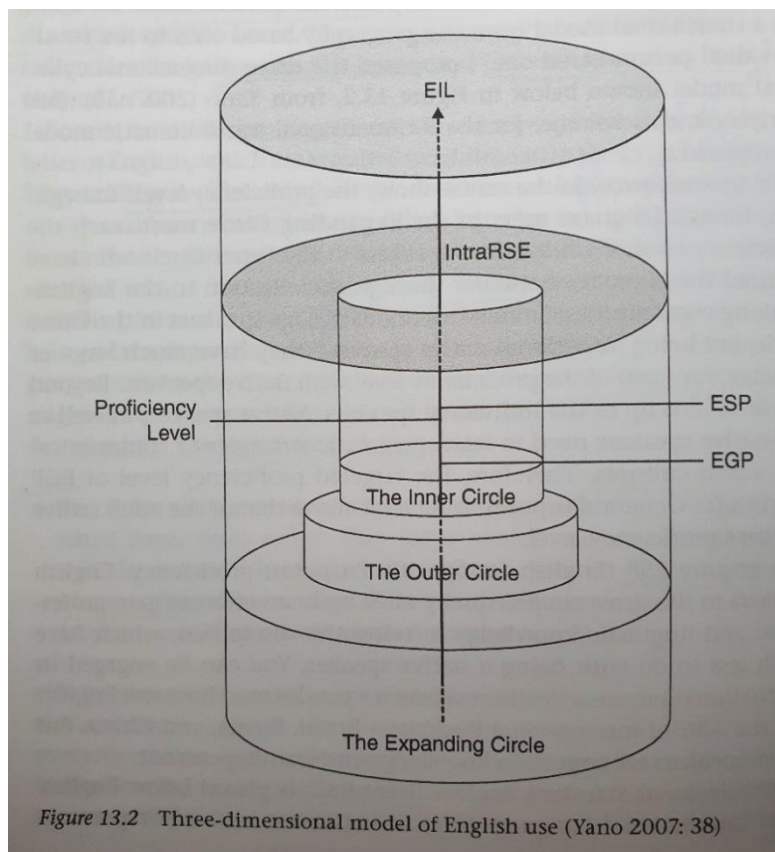 EIL
IntraRSE
Proficiency
Level
ESP
EGP
The Inner Circle
The Outer Circle
The Expanding Circle
Figure 13.2 Three-dimensional model of English use (Yano 2007: 38)